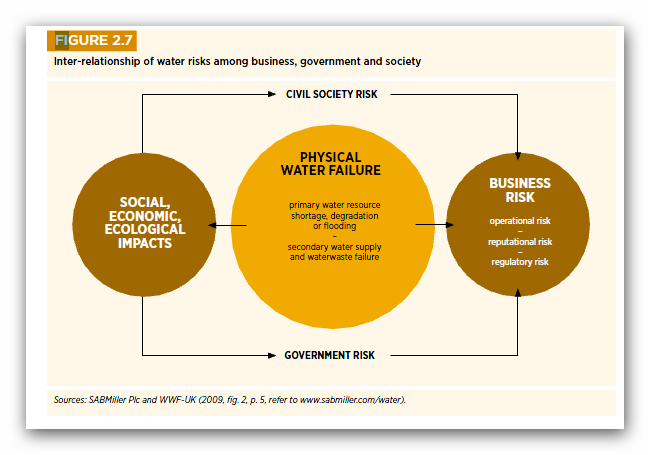 FIGURE 2.7
Inter-relationship of water risks among business, government and society
CIVIL SOCIETY RISK
SOCIAL,
ECONOMIC,
ECOLOGICAL
IMPACTS
PHYSICAL
WATER FAILURE
primary water resource
shortage, degradation
or flooding
–
secondary water supply
and waterwaste failure
BUSINESS
RISK
operational risk
–
reputational risk
–
regulatory risk
GOVERNMENT RISK
Sources: SABMiller Plc and WWF-UK (2009, fig. 2, p. 5, refer to www.sabmiller.com/water).